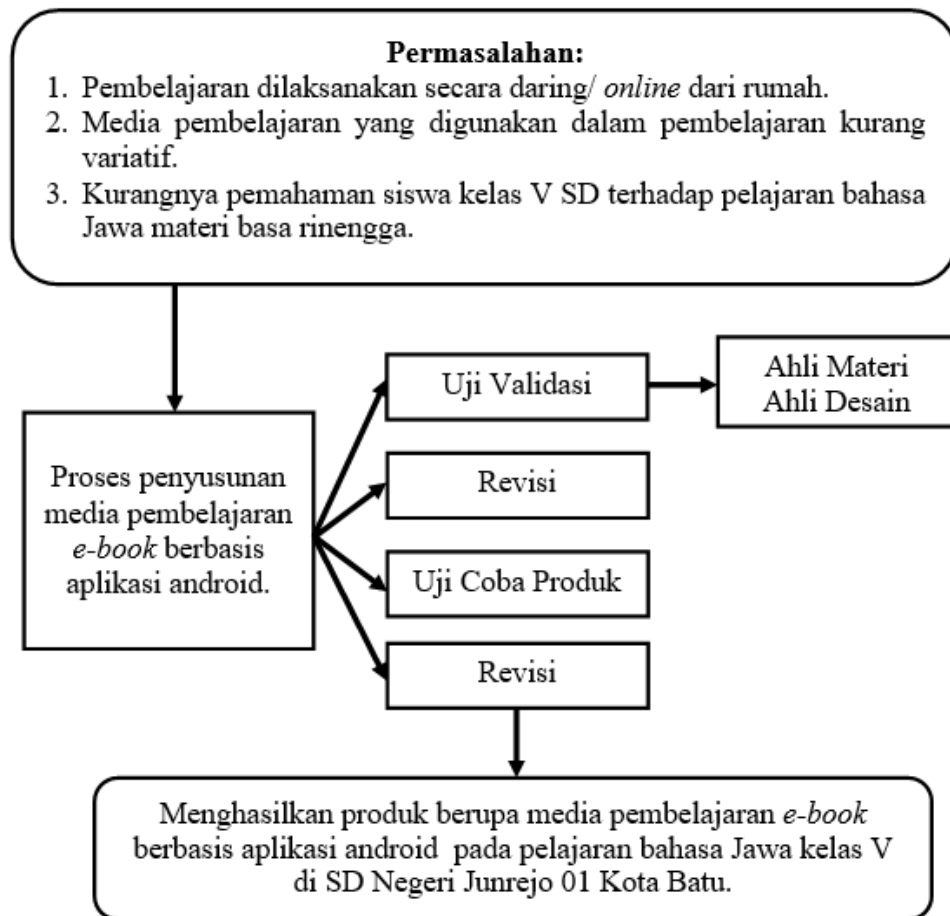 Permasalahan:
1. Pembelajaran dilaksanakan secara daring/ online dari rumah.
2. Media pembelajaran yang digunakan dalam pembelajaran kurang
variatif.
3. Kurangnya pemahaman siswa kelas V SD terhadap pelajaran bahasa
Jawa materi basa rinengga.
Uji Validasi
Ahli Materi
Ahli Desain
Proses penyusunan
media pembelajaran
e-book berbasis
aplikasi android.
Revisi
Uji Coba Produk
Revisi
Menghasilkan produk berupa media pembelajaran e-book
berbasis aplikasi android pada pelajaran bahasa Jawa kelas V
di SD Negeri Junrejo 01 Kota Batu.